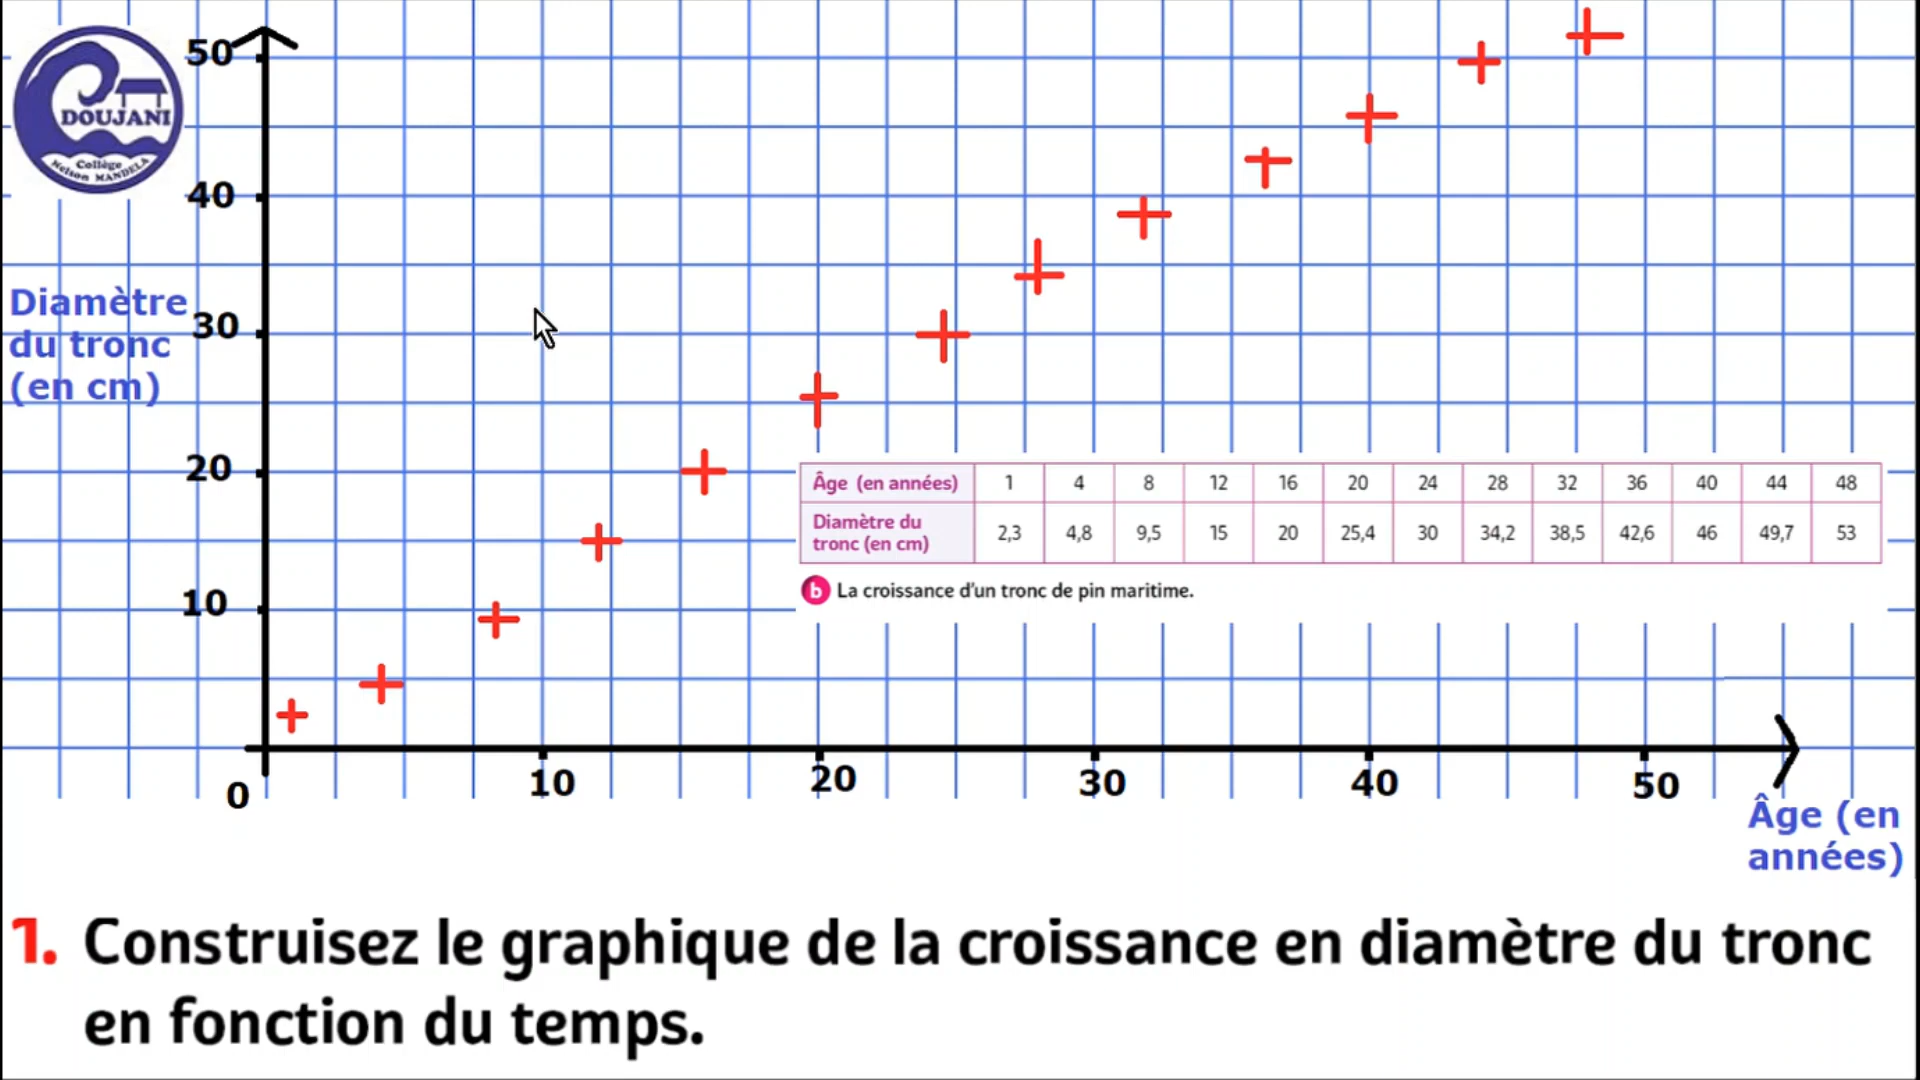 DOUJANI
Collège
Nelson MANDELA
50
40
Diamètre
du tronc
(en cm)
30
20
10
0
10
20
30
40
50
Âge (en
années)
Âge (en années) 1 4 8 12 16 20 24 28 32 36 40 44 48
Diamètre du
tronc (en cm) 2,3 4,8 9,5 15 20 25,4 30 34,2 38,5 42,6 46 49,7 53
b La croissance d'un tronc de pin maritime.
1. Construisez le graphique de la croissance en diamètre du tronc
en fonction du temps.